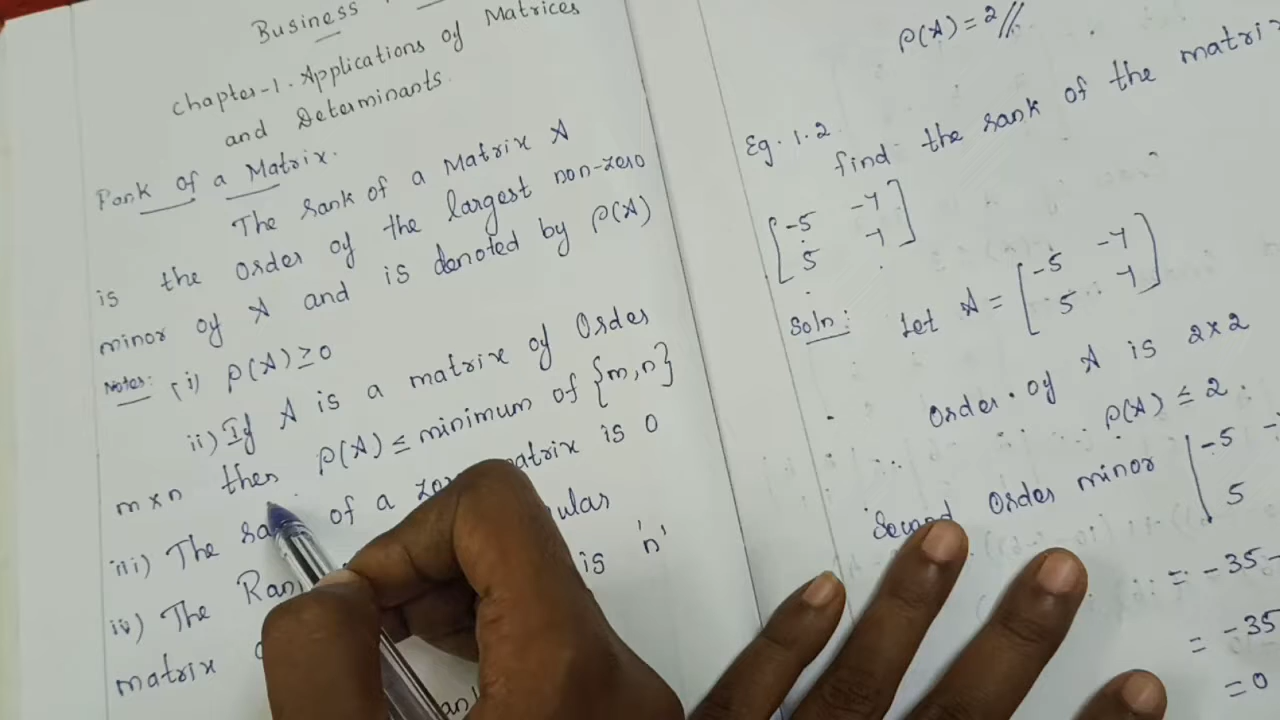 Business
chapter-1. Applications of Matrices
and Determinants.
Rank of a Matrix.
The rank of a Matrix A
is the order of the largest non-zero
minor of A and is denoted by ρ(A)
Notes: (i) ρ(A) ≥ 0
ii) If A is a matrix of Order
m×n then ρ(A) ≤ minimum of {m,n}
iii) The of a matrix is 0
iv) The
matrix is 'n'
ρ(A) = 2//
Eg. 1.2.
find the rank of the matrix
[-5 -7
5 7]
Soln: Let A = [-5 -7
5 7]
Order of A is 2×2
ρ(A) ≤ 2.
Second Order minor |-5
5
= -35
= -35
= 0